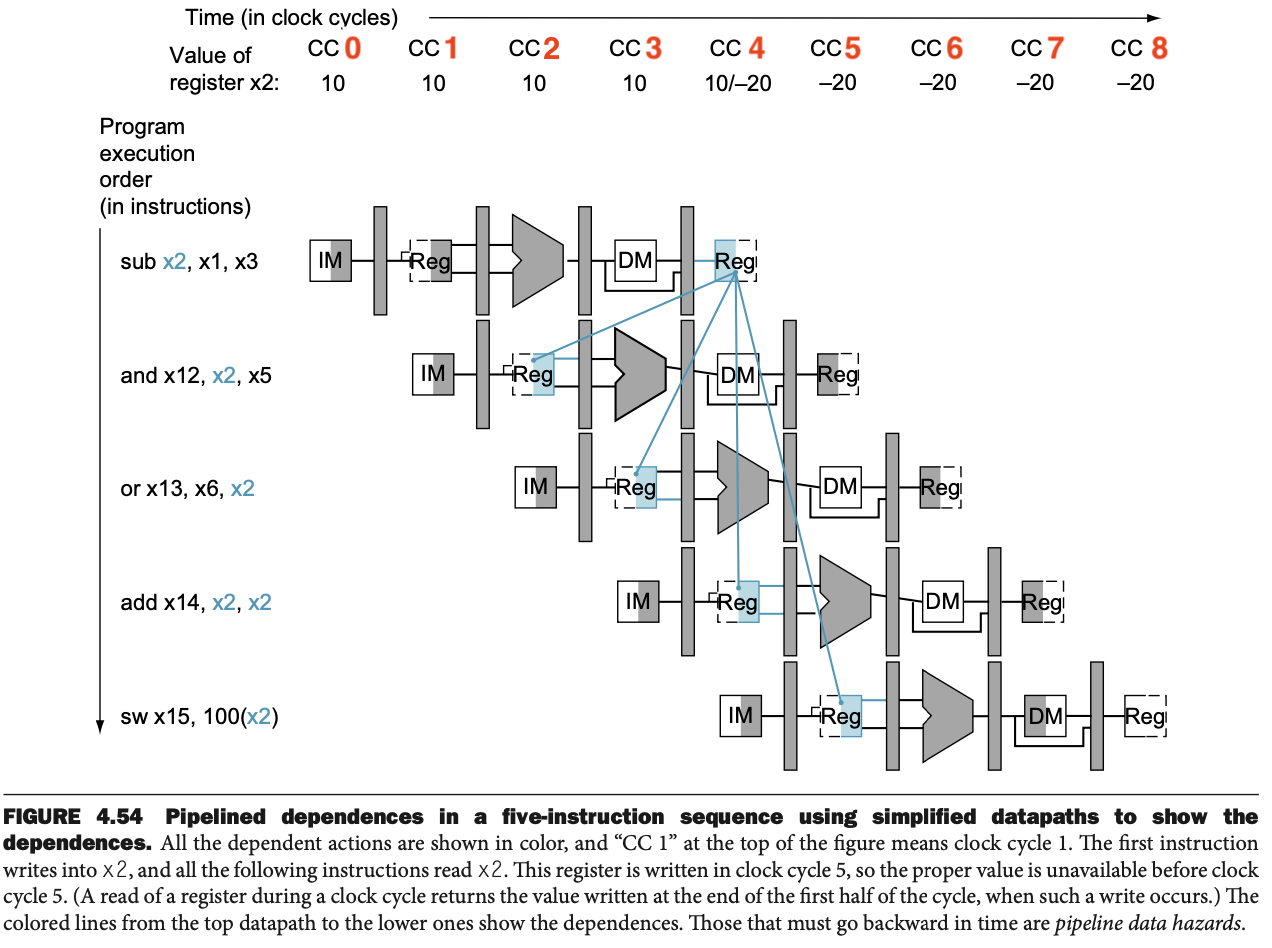 Time (in clock cycles)
Value of register x2:
CC 0 CC 1 CC 2 CC 3 CC 4 CC 5 CC 6 CC 7 CC 8
10 10 10 10 10/–20 –20 –20 –20 –20
Program
execution
order
(in instructions)
sub x2, x1, x3
IM Reg DM Reg
and x12, x2, x5
IM Reg DM Reg
or x13, x6, x2
IM Reg DM Reg
add x14, x2, x2
IM Reg DM Reg
sw x15, 100(x2)
IM Reg DM Reg
FIGURE 4.54 Pipelined dependences in a five-instruction sequence using simplified datapaths to show the
dependences. All the dependent actions are shown in color, and “CC 1” at the top of the figure means clock cycle 1. The first instruction
writes into x2, and all the following instructions read x2. This register is written in clock cycle 5, so the proper value is unavailable before clock
cycle 5. (A read of a register during a clock cycle returns the value written at the end of the first half of the cycle, when such a write occurs.) The
colored lines from the top datapath to the lower ones show the dependences. Those that must go backward in time are pipeline data hazards.